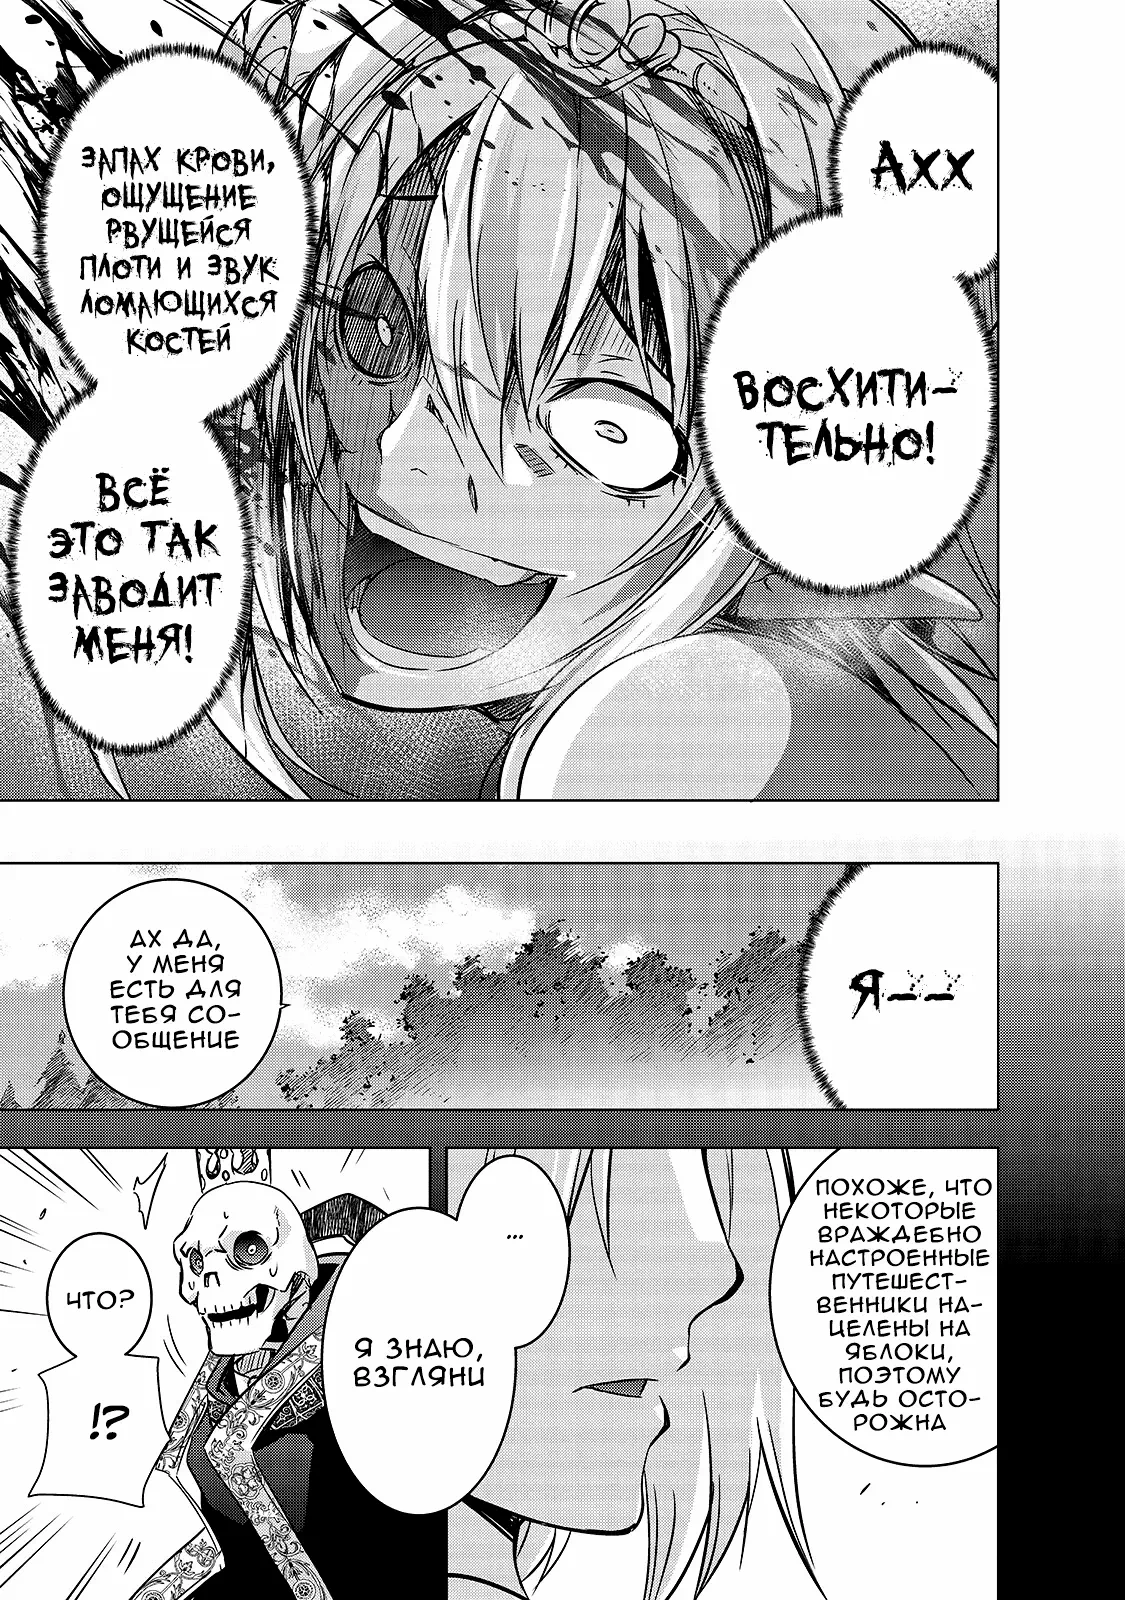 АХХ
ВОСХИТИ-
ТЕЛЬНО!
ЗАПАХ КРОВИ,
ОЩУЩЕНИЕ
РВУЩЕЙСЯ
ПЛОТИ И ЗВУК
ЛОМАЮЩИХСЯ
КОСТЕЙ
ВСЁ
ЭТО ТАК
ЗАВОДИТ
МЕНЯ!
Я--
АХ ДА,
У МЕНЯ
ЕСТЬ ДЛЯ
ТЕБЯ СО-
ОБЩЕНИЕ
ПОХОЖЕ, ЧТО
НЕКОТОРЫЕ
ВРАЖДЕБНО
НАСТРОЕННЫЕ
ПУТЕШЕСТ-
ВЕННИКИ НА-
ЦЕЛЕНЫ НА
ЯБЛОКИ,
ПОЭТОМУ
БУДЬ ОСТО-
РОЖНА
...
Я ЗНАЮ,
ВЗГЛЯНИ
ЧТО?
!?